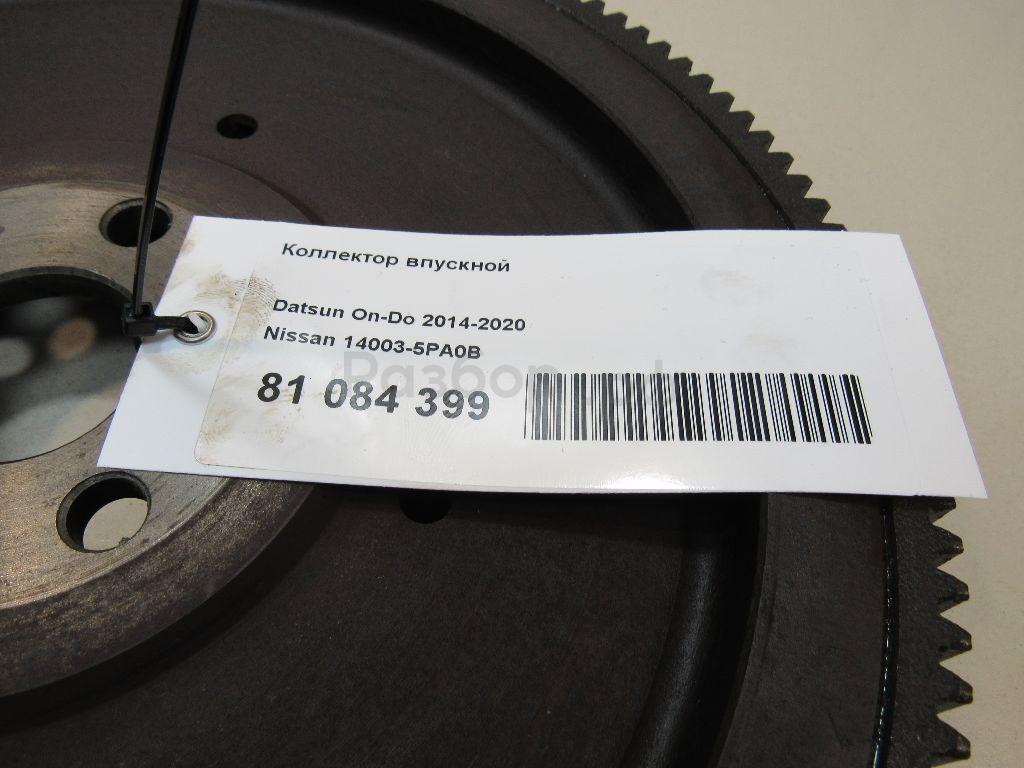 Коллектор впускной
Datsun On-Do 2014-2020
Nissan 14003-5PA0B
81 084 399